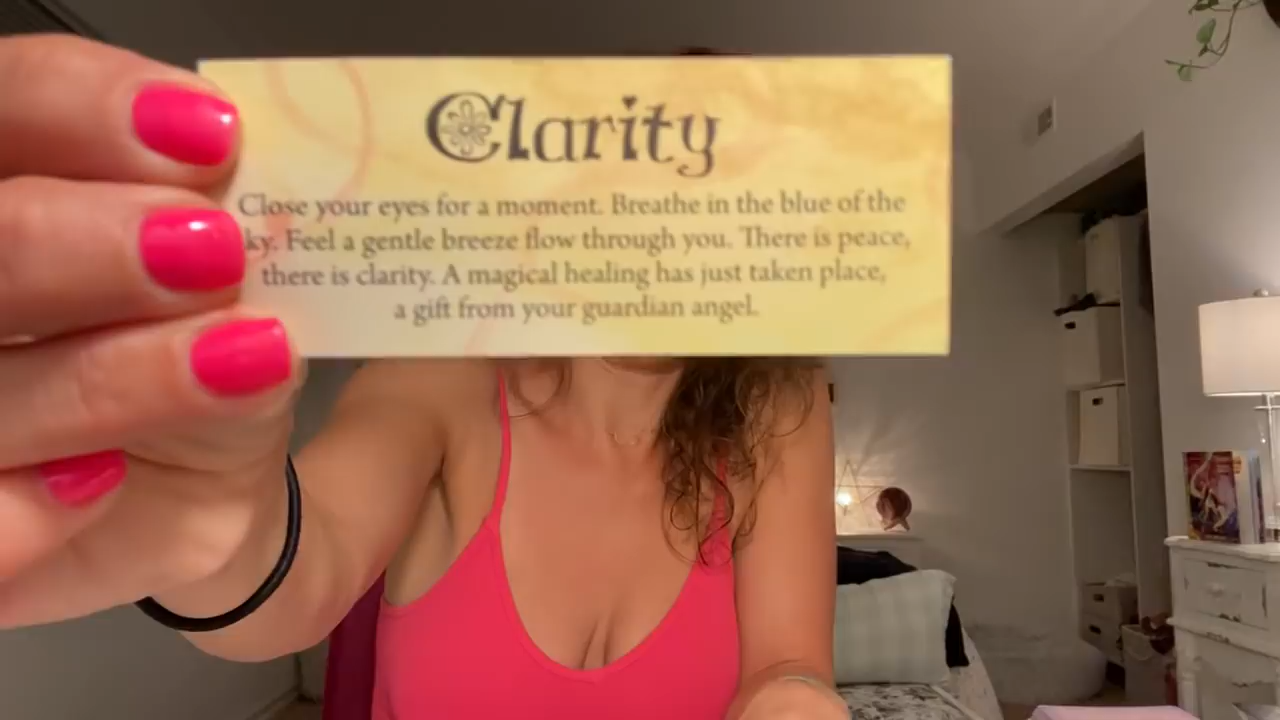 Clarity
Close your eyes for a moment. Breathe in the blue of the
ky. Feel a gentle breeze flow through you. There is peace,
there is clarity. A magical healing has just taken place,
a gift from your guardian angel.